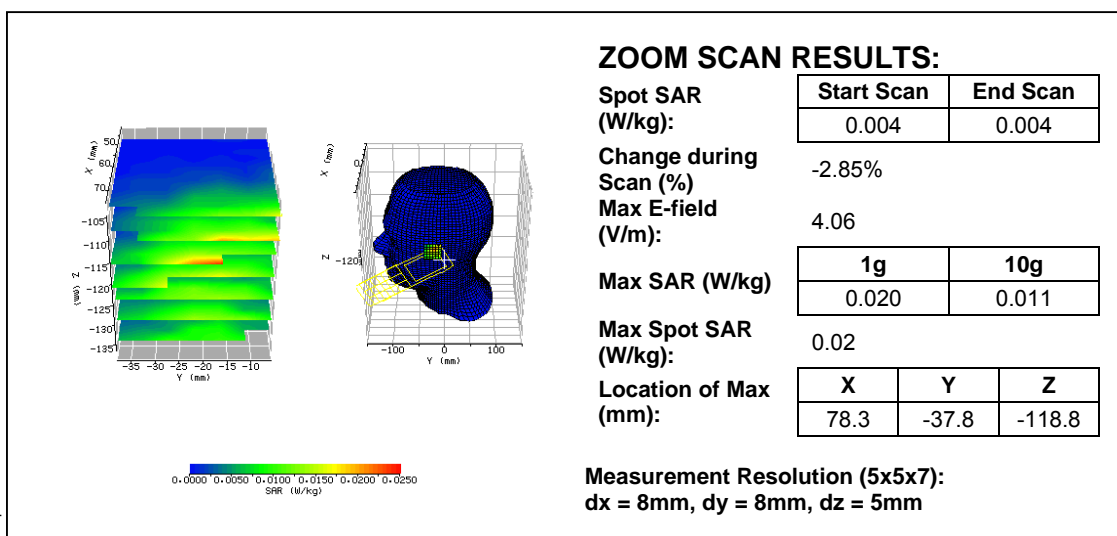 ZOOM SCAN RESULTS:
Spot SAR
(W/kg):
Start Scan End Scan
0.004 0.004
Change during
Scan (%)
-2.85%
Max E-field
(V/m):
4.06
Max SAR (W/kg)
1g 10g
0.020 0.011
Max Spot SAR
(W/kg):
0.02
Location of Max
(mm):
X Y Z
78.3 -37.8 -118.8
Measurement Resolution (5x5x7):
dx = 8mm, dy = 8mm, dz = 5mm
50
60
70
X (mm)
-105
-110
-115
-120
-125
-130
-135
Z (mm)
-35 -30 -25 -20 -15 -10
Y (mm)
X (mm)
0
Z
-120
-100 0 100
Y (mm)
0.0000 0.0050 0.0100 0.0150 0.0200 0.0250
SAR (W/kg)